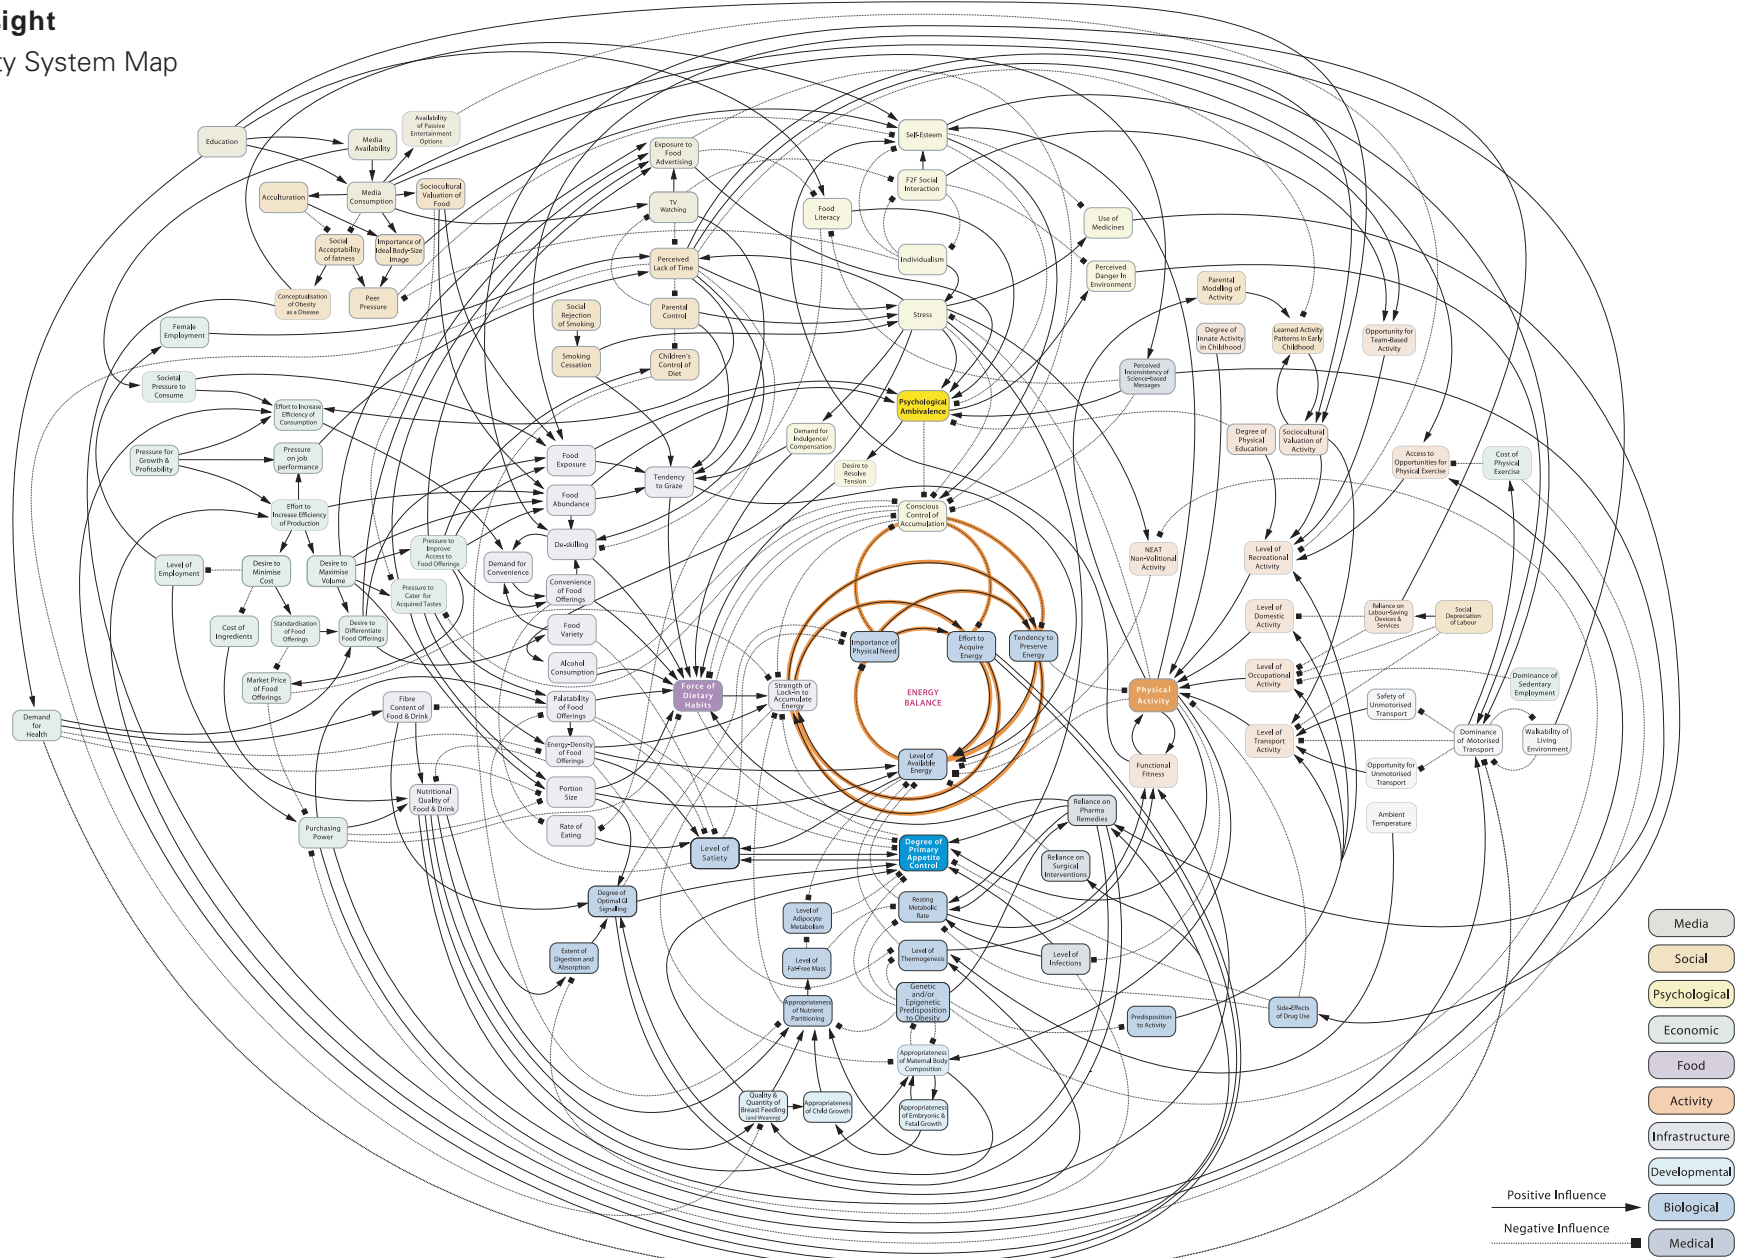 sight
ty System Map
Education
Media
Availability
Availability
of Passive
Entertainment
Options
Acculturation
Media
Consumption
Sociocultural
Valuation of
Food
Social
Acceptability
of fatness
Importance of
Ideal Body-Size
Image
Conceptualisation
of Obesity
as a Disease
Peer
Pressure
Exposure to
Food
Advertising
TV
Watching
Perceived
Lack of Time
Parental
Control
Children's
Control of
Diet
Social
Rejection
of Smoking
Smoking
Cessation
Female
Employment
Societal
Pressure to
Consume
Effort to Increase
Efficiency of
Consumption
Pressure for
Growth &
Profitability
Pressure
on job
performance
Effort to
Increase Efficiency
of Production
Level of
Employment
Desire to
Minimise
Cost
Desire to
Maximise
Volume
Pressure to
Improve
Access to
Food Offerings
Pressure to
Cater for
Acquired Tastes
Cost of
Ingredients
Standardisation
of Food
Offerings
Desire to
Differentiate
Food Offerings
Market Price
of Food
Offerings
Demand
for
Health
Purchasing
Power
Self-Esteem
F2F Social
Interaction
Food
Literacy
Individualism
Stress
Use of
Medicines
Perceived
Danger In
Environment
Psychological
Ambivalence
Demand for
Indulgence/
Compensation
Desire to
Resolve
Tension
Conscious
Control of
Accumulation
Food
Exposure
Food
Abundance
Tendency
to Graze
De-skilling
Demand for
Convenience
Convenience
of Food
Offerings
Food
Variety
Alcohol
Consumption
Fibre
Content of
Food & Drink
Palatability
of Food
Offerings
Energy-Density
of Food
Offerings
Nutritional
Quality of
Food & Drink
Portion
Size
Rate of
Eating
Force of
Dietary
Habits
Strength of
Lock-in to
Accumulate
Energy
Importance of
Physical Need
Effort to
Acquire
Energy
Tendency to
Preserve
Energy
ENERGY
BALANCE
Level of
Available
Energy
Parental
Modelling of
Activity
Degree of
Innate Activity
in Childhood
Learned Activity
Patterns in Early
Childhood
Opportunity for
Team-Based
Activity
Perceived
Inconsistency of
Science-based
Messages
Degree of
Physical
Education
Sociocultural
Valuation of
Activity
Access to
Opportunities for
Physical Exercise
Cost of
Physical
Exercise
NEAT
Non-Volitional
Activity
Level of
Recreational
Activity
Level of
Domestic
Activity
Reliance on
Labour-Saving
Devices &
Services
Social
Depreciation
of Labour
Level of
Occupational
Activity
Dominance of
Sedentary
Employment
Physical
Activity
Safety of
Unmotorised
Transport
Level of
Transport
Activity
Dominance
of Motorised
Transport
Walkability of
Living
Environment
Functional
Fitness
Opportunity for
Unmotorised
Transport
Ambient
Temperature
Reliance on
Pharma
Remedies
Level of
Satiety
Degree of
Primary
Appetite
Control
Reliance on
Surgical
Interventions
Degree of
Optimal GI
Signalling
Level of
Adipocyte
Metabolism
Resting
Metabolic
Rate
Extent of
Digestion and
Absorption
Level of
Fat-Free Mass
Level of
Thermogenesis
Level of
Infections
Appropriateness
of Nutrient
Partitioning
Genetic
and/or
Epigenetic
Predisposition
to Obesity
Predisposition
to Activity
Side-Effects
of Drug Use
Appropriateness
of Maternal Body
Composition
Quality &
Quantity of
Breast Feeding
(and Weaning)
Appropriateness
of Child Growth
Appropriateness
of Embryonic &
Fetal Growth
Media
Social
Psychological
Economic
Food
Activity
Infrastructure
Developmental
Biological
Medical
Positive Influence
Negative Influence